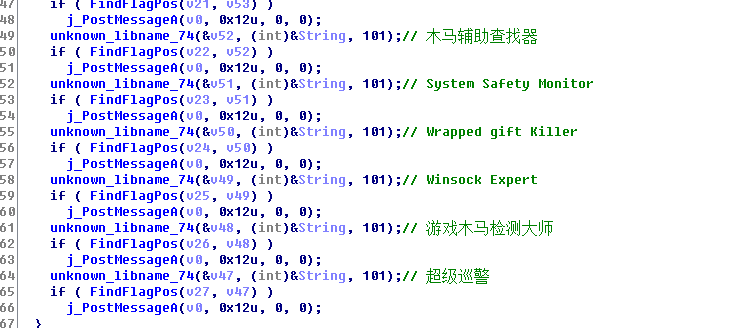 47 if ( FindFlagPos(v21, v53) )
48 j_PostMessageA(v0, 0x12u, 0, 0);
49 unknown_libname_74(&v52, (int)&String, 101);// 木马辅助查找器
50 if ( FindFlagPos(v22, v52) )
51 j_PostMessageA(v0, 0x12u, 0, 0);
52 unknown_libname_74(&v51, (int)&String, 101);// System Safety Monitor
53 if ( FindFlagPos(v23, v51) )
54 j_PostMessageA(v0, 0x12u, 0, 0);
55 unknown_libname_74(&v50, (int)&String, 101);// Wrapped gift Killer
56 if ( FindFlagPos(v24, v50) )
57 j_PostMessageA(v0, 0x12u, 0, 0);
58 unknown_libname_74(&v49, (int)&String, 101);// Winsock Expert
59 if ( FindFlagPos(v25, v49) )
60 j_PostMessageA(v0, 0x12u, 0, 0);
61 unknown_libname_74(&v48, (int)&String, 101);// 游戏木马检测大师
62 if ( FindFlagPos(v26, v48) )
63 j_PostMessageA(v0, 0x12u, 0, 0);
64 unknown_libname_74(&v47, (int)&String, 101);// 超级巡警
65 if ( FindFlagPos(v27, v47) )
66 j_PostMessageA(v0, 0x12u, 0, 0);
67 }